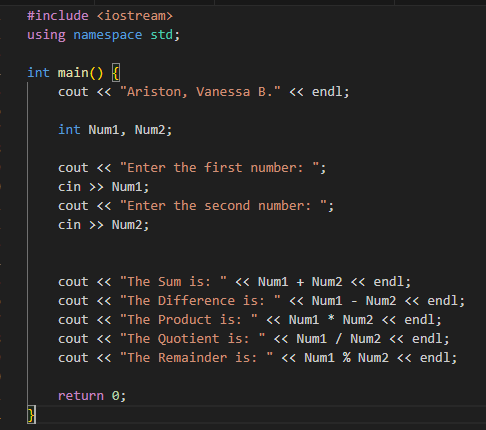 #include <iostream>
using namespace std;
int main() {
cout << "Ariston, Vanessa B." << endl;
int Num1, Num2;
cout << "Enter the first number: ";
cin >> Num1;
cout << "Enter the second number: ";
cin >> Num2;
cout << "The Sum is: " << Num1 + Num2 << endl;
cout << "The Difference is: " << Num1 - Num2 << endl;
cout << "The Product is: " << Num1 * Num2 << endl;
cout << "The Quotient is: " << Num1 / Num2 << endl;
cout << "The Remainder is: " << Num1 % Num2 << endl;
return 0;
}